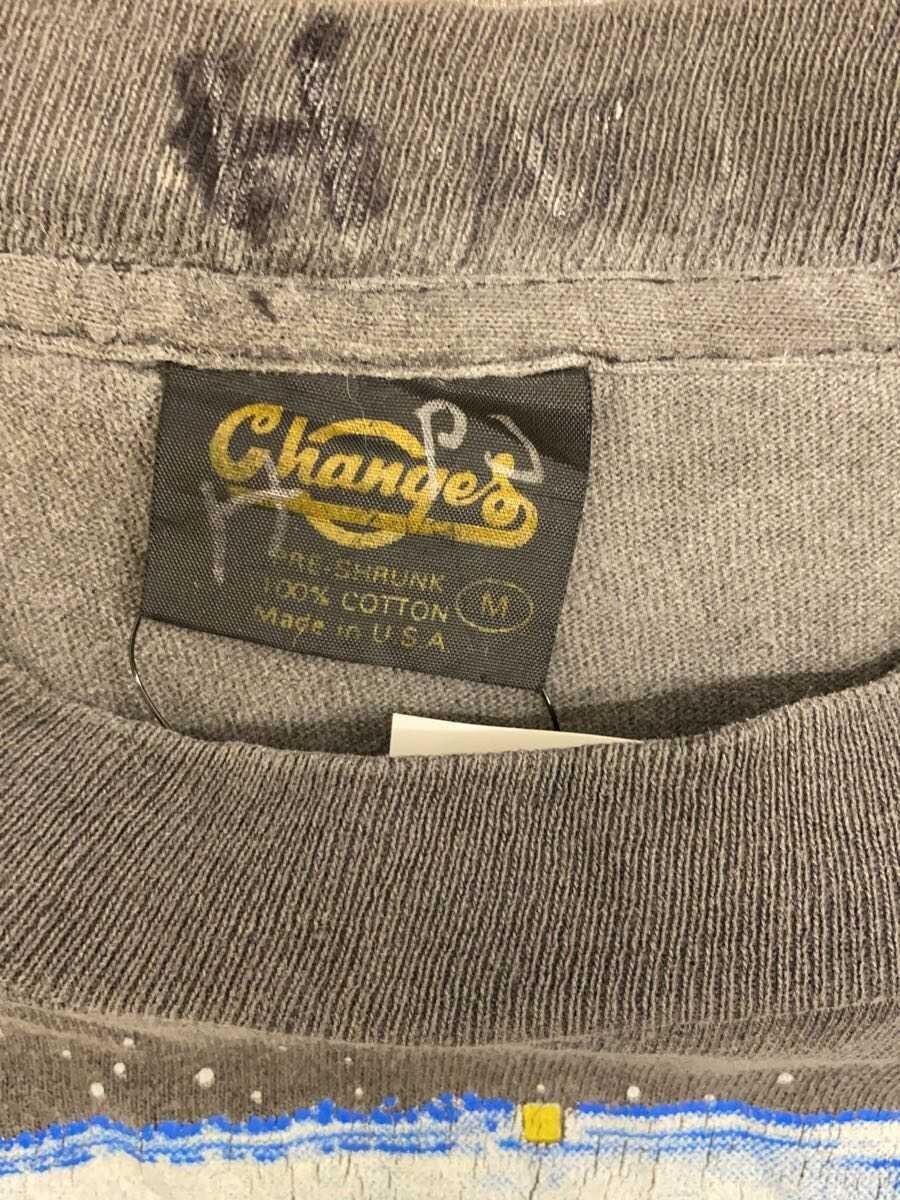 Changes
PRE-SHRUNK
100% COTTON
M
Made in U S A